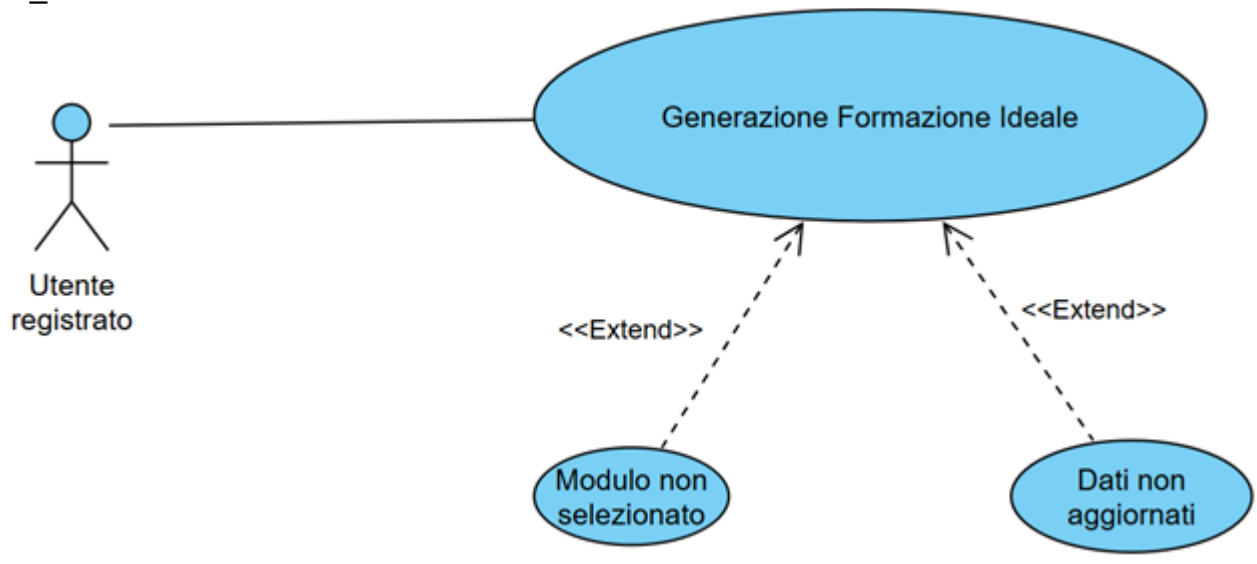 Generazione Formazione Ideale
Utente
registrato
<<Extend>>
<<Extend>>
Modulo non
selezionato
Dati non
aggiornati